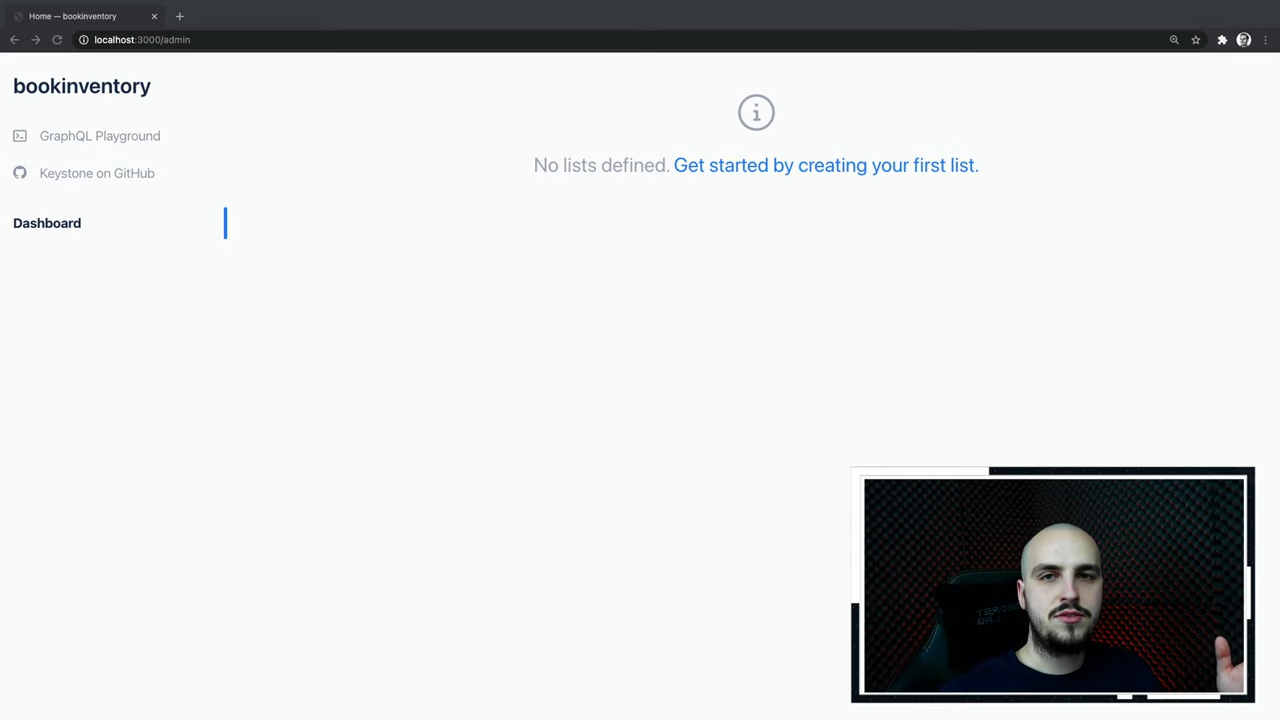 Home — bookinventory
localhost:3000/admin
bookinventory
GraphQL Playground
Keystone on GitHub
Dashboard
No lists defined. Get started by creating your first list.